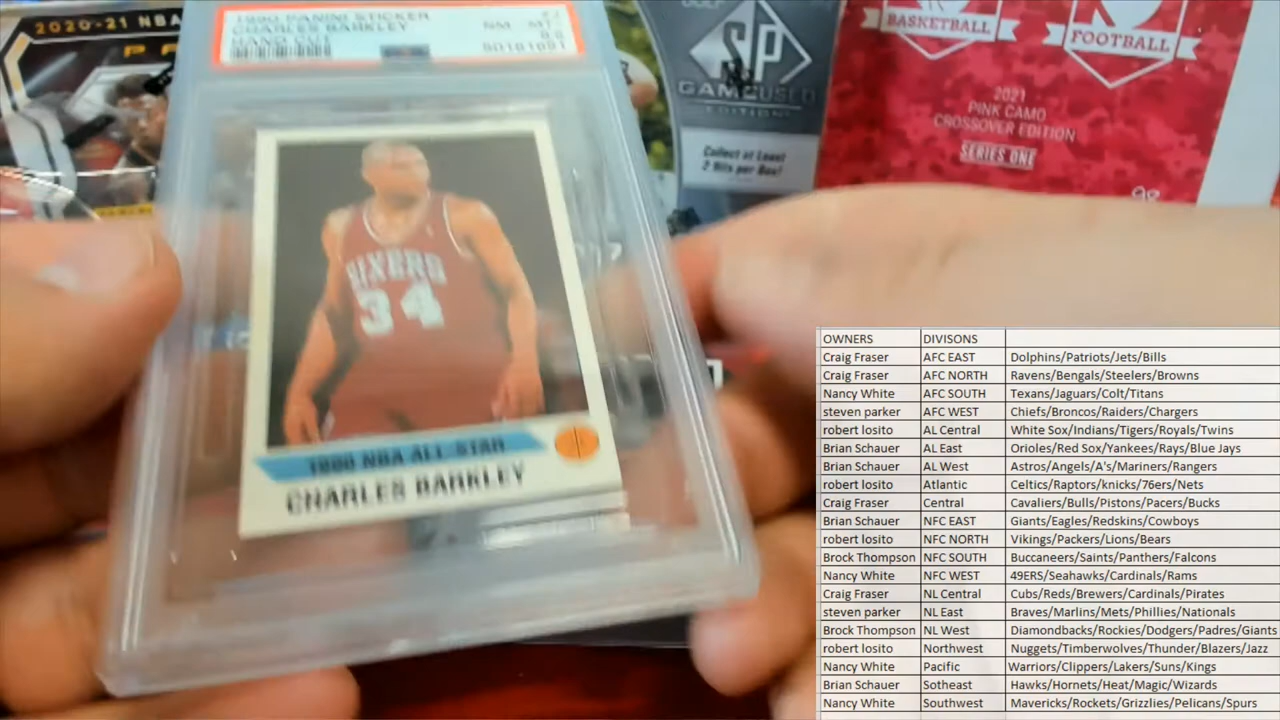 2020-21 NBA
PA
1990 PANINI STICKER
CHARLES BARKLEY
NM - MT
HAND CUT
SIXERS
34
1990 NBA ALL-STAR
CHARLES BARKLEY
GOLF
SP
GAME USED
EDITION
Collect at Least
2 Hits per Box!
BASKETBALL
FOOTBALL
2021
PINK CAMO
CROSSOVER EDITION
SERIES ONE
OWNERS DIVISONS
Craig Fraser AFC EAST Dolphins/Patriots/Jets/Bills
Craig Fraser AFC NORTH Ravens/Bengals/Steelers/Browns
Nancy White AFC SOUTH Texans/Jaguars/Colt/Titans
steven parker AFC WEST Chiefs/Broncos/Raiders/Chargers
robert losito AL Central White Sox/Indians/Tigers/Royals/Twins
Brian Schauer AL East Orioles/Red Sox/Yankees/Rays/Blue Jays
Brian Schauer AL West Astros/Angels/A's/Mariners/Rangers
robert losito Atlantic Celtics/Raptors/knicks/76ers/Nets
Craig Fraser Central Cavaliers/Bulls/Pistons/Pacers/Bucks
Brian Schauer NFC EAST Giants/Eagles/Redskins/Cowboys
robert losito NFC NORTH Vikings/Packers/Lions/Bears
Brock Thompson NFC SOUTH Buccaneers/Saints/Panthers/Falcons
Nancy White NFC WEST 49ERS/Seahawks/Cardinals/Rams
Craig Fraser NL Central Cubs/Reds/Brewers/Cardinals/Pirates
steven parker NL East Braves/Marlins/Mets/Phillies/Nationals
Brock Thompson NL West Diamondbacks/Rockies/Dodgers/Padres/Giants
robert losito Northwest Nuggets/Timberwolves/Thunder/Blazers/Jazz
Nancy White Pacific Warriors/Clippers/Lakers/Suns/Kings
Brian Schauer Sotheast Hawks/Hornets/Heat/Magic/Wizards
Nancy White Southwest Mavericks/Rockets/Grizzlies/Pelicans/Spurs